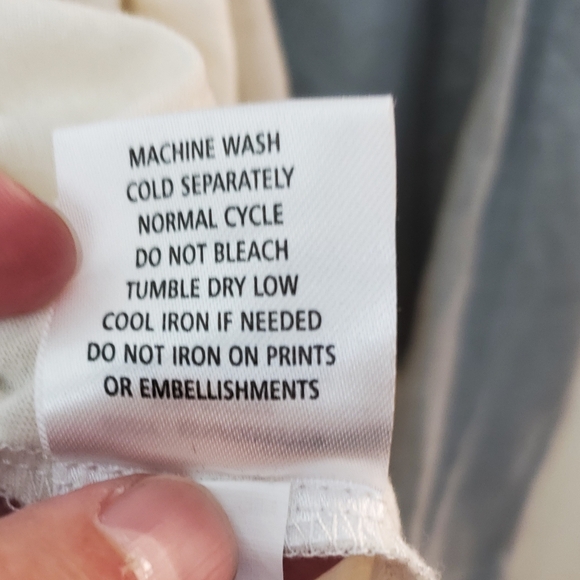 MACHINE WASH
COLD SEPARATELY
NORMAL CYCLE
DO NOT BLEACH
TUMBLE DRY LOW
COOL IRON IF NEEDED
DO NOT IRON ON PRINTS
OR EMBELLISHMENTS